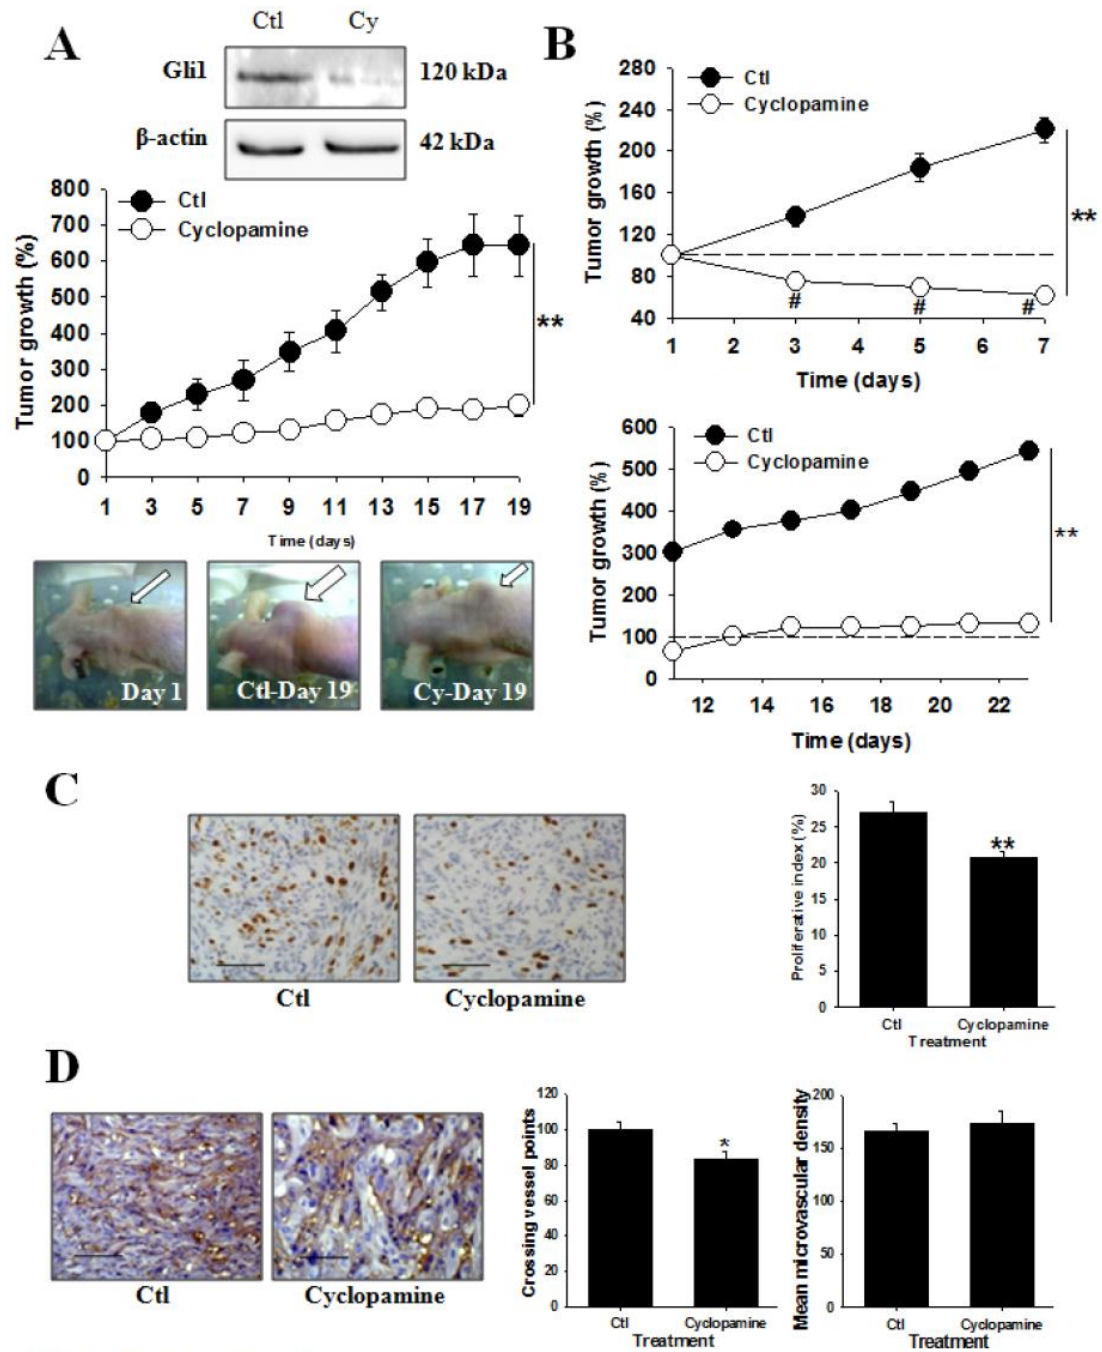 A
Ctl Cy
Gli1 120 kDa
β-actin 42 kDa
Ctl
Cyclopamine
Tumor growth (%)
800
700
600
500
400
300
200
100
0
**
1 3 5 7 9 11 13 15 17 19
Time (days)
Day 1
Ctl-Day 19
Cy-Day 19
B
Ctl
Cyclopamine
Tumor growth (%)
280
240
200
160
120
80
40
**
# # #
1 2 3 4 5 6 7
Time (days)
Ctl
Cyclopamine
Tumor growth (%)
600
500
400
300
200
100
0
**
12 14 16 18 20 22
Time (days)
C
Ctl
Cyclopamine
Proliferative index (%)
30
25
20
15
10
5
0
**
Ctl Cyclopamine
Treatment
D
Ctl
Cyclopamine
Crossing vessel points
120
100
80
60
40
20
0
*
Ctl Cyclopamine
Treatment
Mean microvascular density
200
150
100
50
0
Ctl Cyclopamine
Treatment